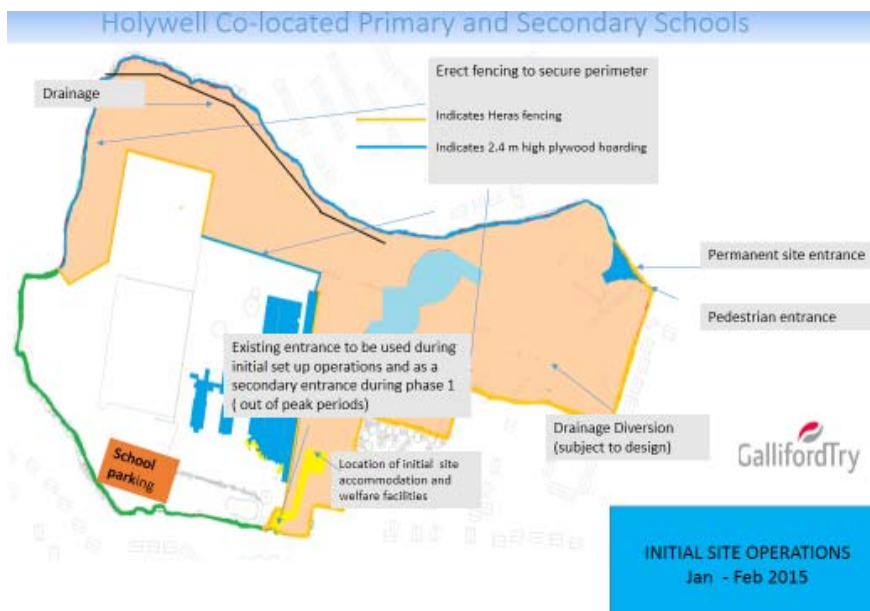 Holywell Co-located Primary and Secondary Schools
Drainage
Erect fencing to secure perimeter
Indicates Heras fencing
Indicates 2.4 m high plywood hoarding
Permanent site entrance
Pedestrian entrance
Existing entrance to be used during
initial set up operations and as a
secondary entrance during phase 1
( out of peak periods)
Drainage Diversion
(subject to design)
GallifordTry
School
parking
Location of initial site
accommodation and
welfare facilities
INITIAL SITE OPERATIONS
Jan - Feb 2015